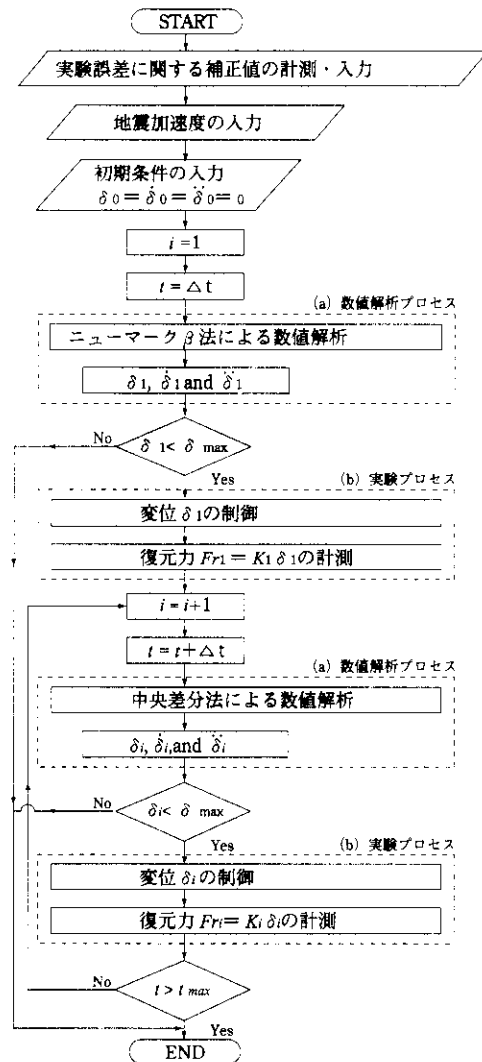 START
実験誤差に関する補正値の計測・入力
地震加速度の入力
初期条件の入力
δ0＝δ̇0＝δ̈0＝0
i =1
t = △t
(a) 数値解析プロセス
ニューマークβ法による数値解析
δ1, δ̇1 and δ̈1
No
δ1< δ max
Yes
(b) 実験プロセス
変位δ1の制御
復元力 Fr1 = K1 δ1の計測
i = i+1
t = t+△t
(a) 数値解析プロセス
中央差分法による数値解析
δi, δ̇i,and δ̈i
No
δi< δ max
Yes
(b) 実験プロセス
変位δiの制御
復元力 Fri= Ki δiの計測
No
t > t max
Yes
END